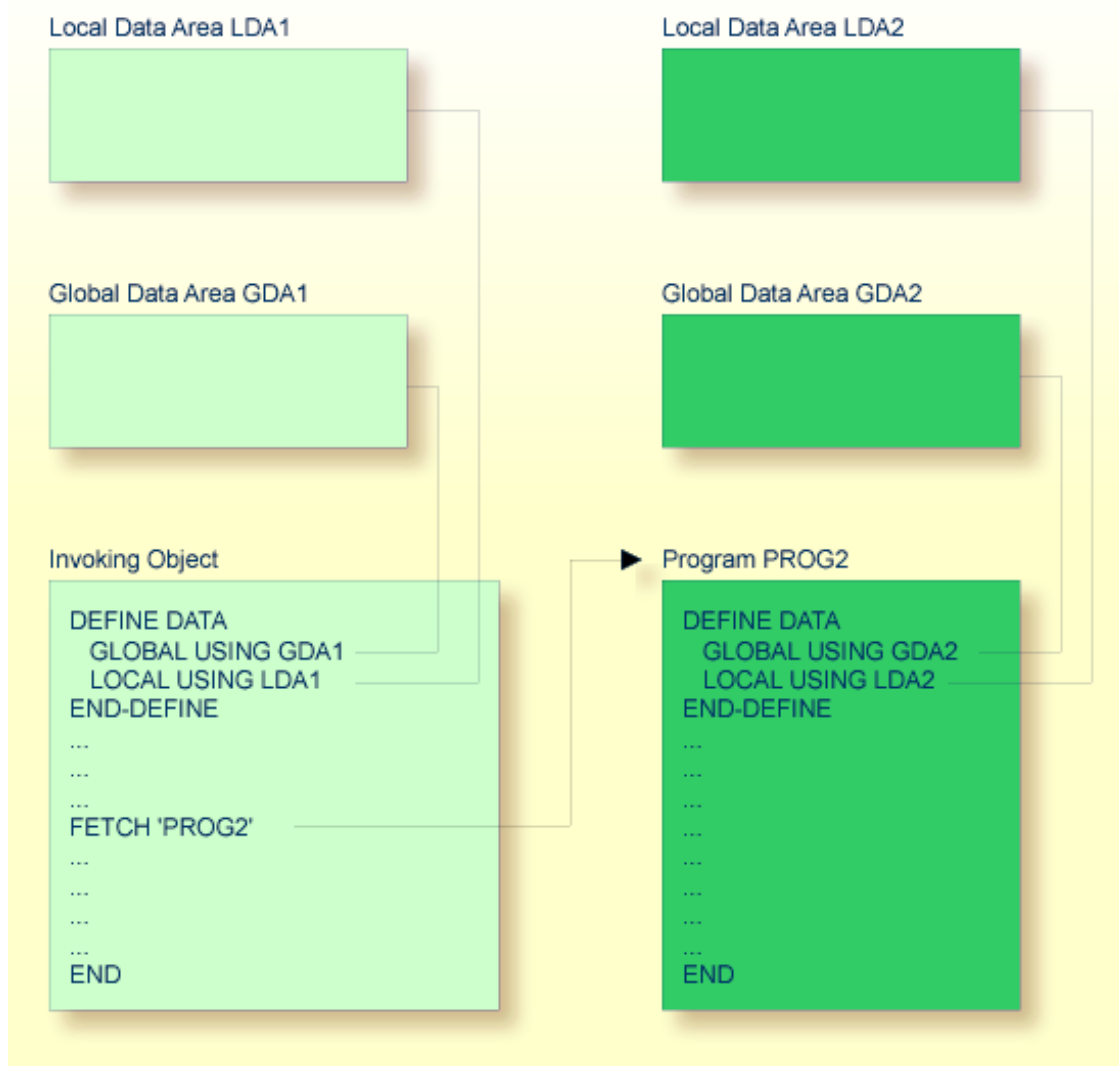 Local Data Area LDA1
Local Data Area LDA2
Global Data Area GDA1
Global Data Area GDA2
Invoking Object
DEFINE DATA
GLOBAL USING GDA1
LOCAL USING LDA1
END-DEFINE
...
...
...
FETCH 'PROG2'
...
...
...
...
END
Program PROG2
DEFINE DATA
GLOBAL USING GDA2
LOCAL USING LDA2
END-DEFINE
...
...
...
...
...
...
...
...
END